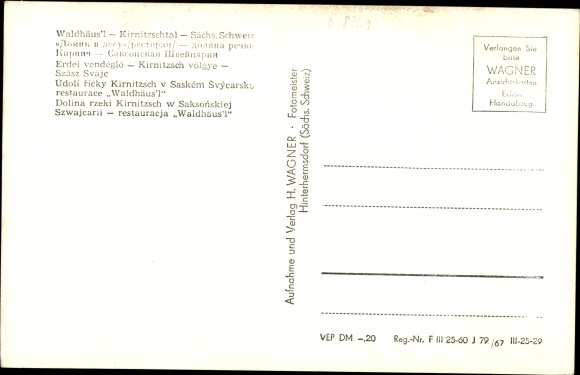 Waldhäus'l — Kirnitzschtal — Sächs. Schweiz
»Домик в лесу»/ресторан/ — долина речки
Кирнич — Саксонская Швейцария
Erdei vendéglö — Kirnitzsch völgye —
Szász Svájc
Udolí říčky Kirnitzsch v Saském Švýcarsku
restaurace „Waldhäus'l"
Dolina rzeki Kirnitzsch w Saksońskiej
Szwajcarii — restauracja „Waldhäus'l"
Aufnahme und Verlag H. WAGNER · Fotomeister
Hinterhermsdorf (Sächs. Schweiz)
Verlangen Sie
bitte
WAGNER
Ansichtskarten
Echter
Handabzug
VEP DM —,20 Reg.-Nr. F III 25-60 J 79/67 III-25-29